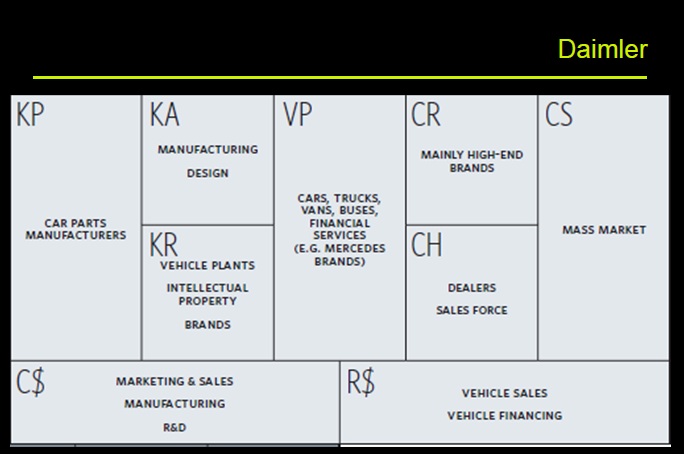 Daimler
KP
CAR PARTS
MANUFACTURERS
KA
MANUFACTURING
DESIGN
KR
VEHICLE PLANTS
INTELLECTUAL
PROPERTY
BRANDS
VP
CARS, TRUCKS,
VANS, BUSES,
FINANCIAL
SERVICES
(E.G. MERCEDES
BRANDS)
CR
MAINLY HIGH-END
BRANDS
CH
DEALERS
SALES FORCE
CS
MASS MARKET
C$
MARKETING & SALES
MANUFACTURING
R&D
R$
VEHICLE SALES
VEHICLE FINANCING